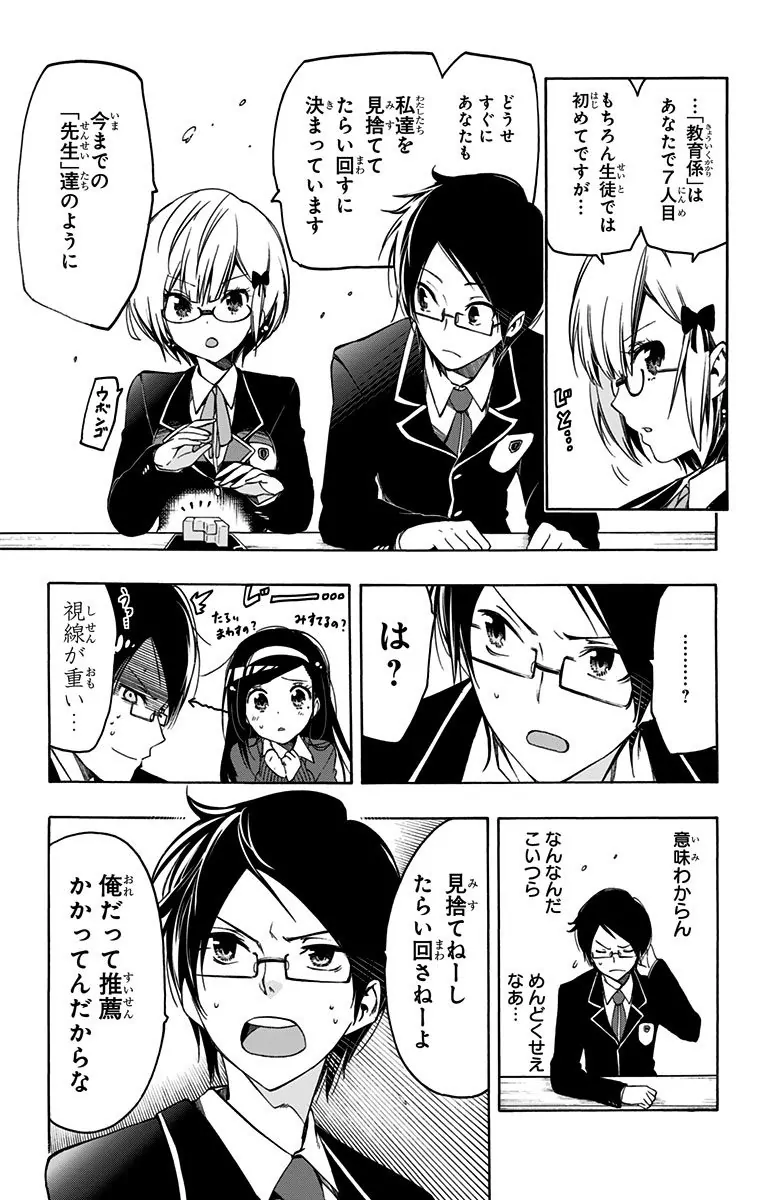 …「教育係」は
あなたで７人目
もちろん生徒では
初めてですが…
じと…
どうせ
すぐに
あなたも
私達を
見捨てて
たらい回すに
決まっています
今までの
「先生」達のように
ウボンゴ
………?
は？
じー…
みすてるの？
たらい
まわすの？
うっ…
視線が重い…
意味わからん
なんなんだ
こいつら
めんどくせえ
なあ…
見捨てねーし
たらい回さねーよ
俺だって推薦
かかってんだからな